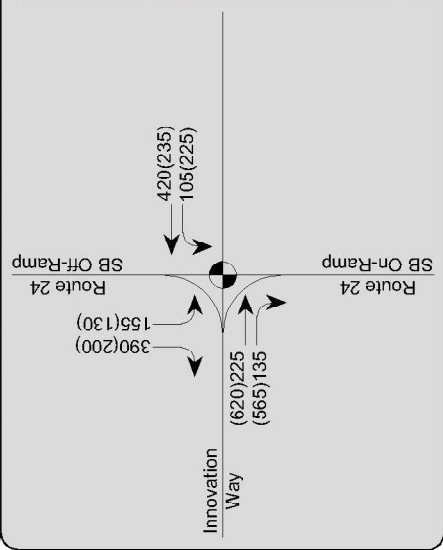 420(235)
105(225)
Route 24
SB Off-Ramp
Route 24
SB On-Ramp
155(130)
390(200)
(620)225
(565)135
Innovation
Way